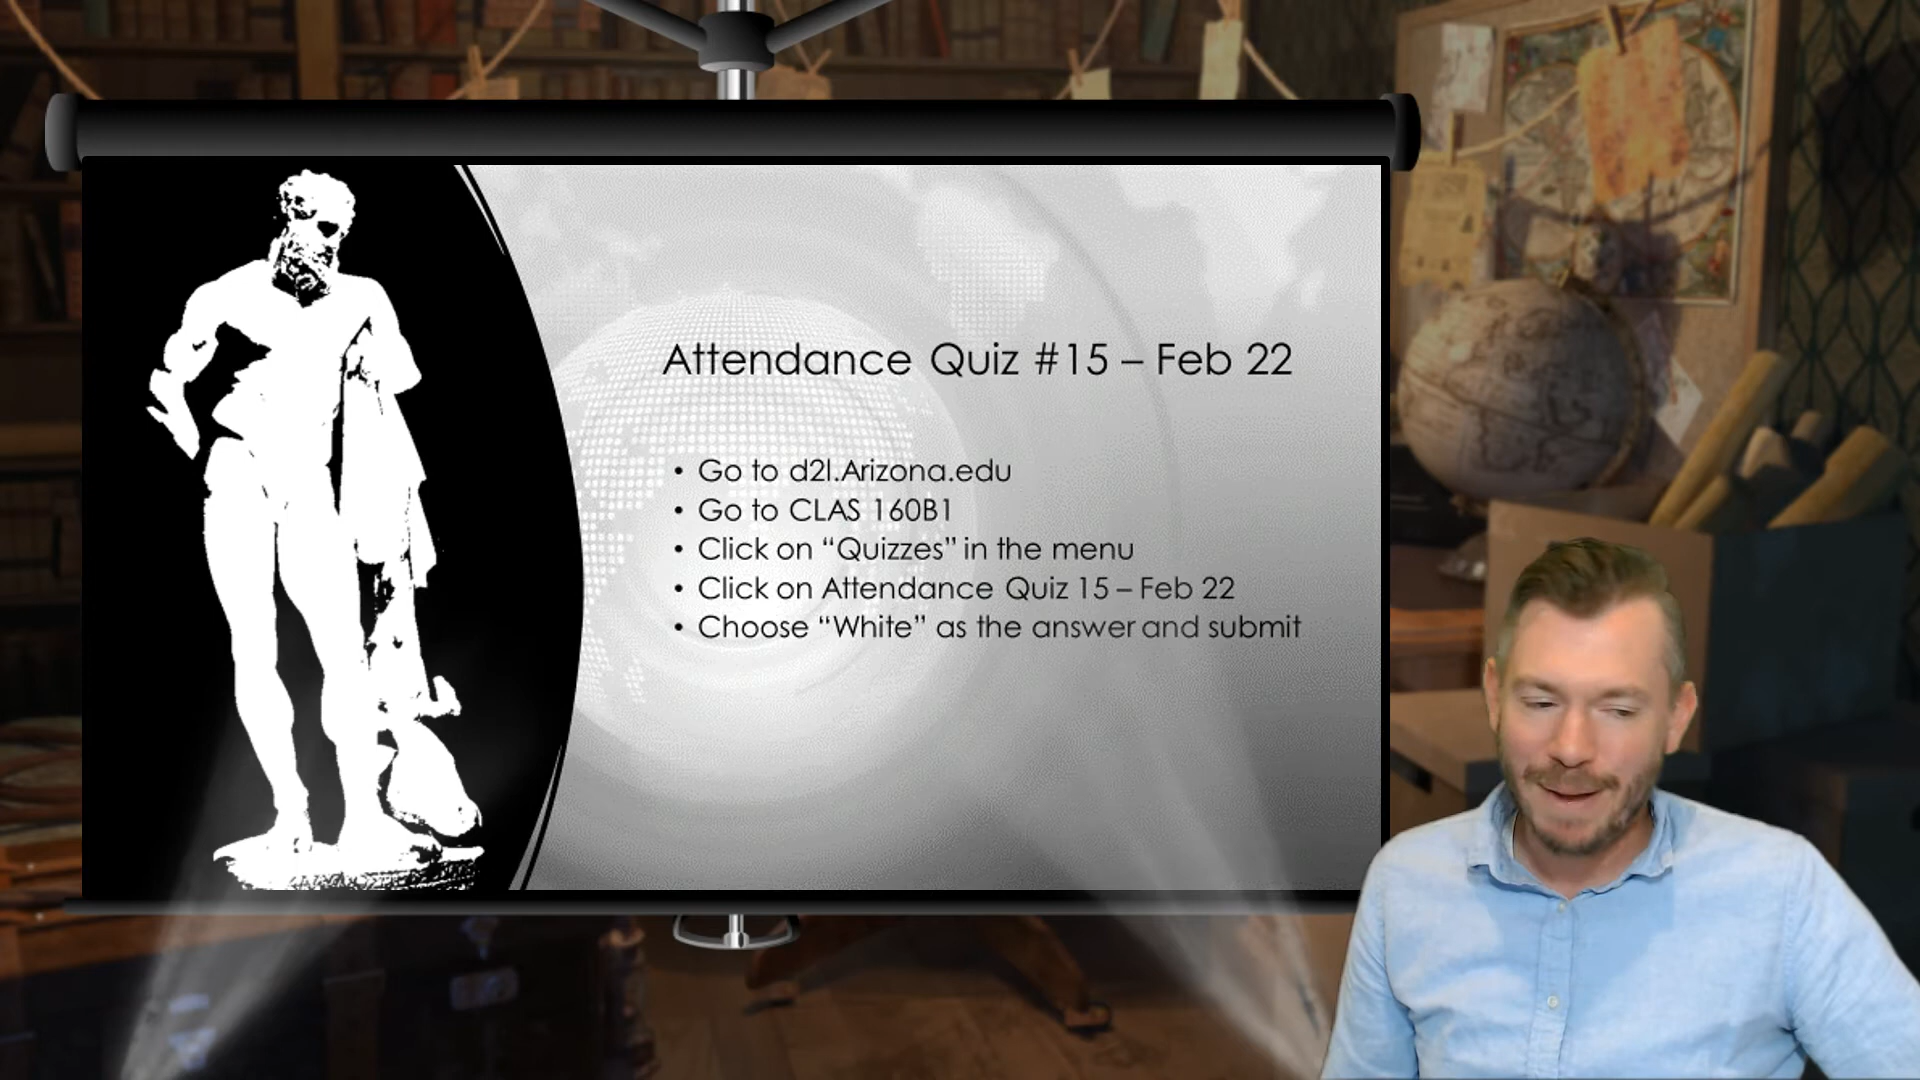 Attendance Quiz #15 – Feb 22
• Go to d2l.Arizona.edu
• Go to CLAS 160B1
• Click on “Quizzes” in the menu
• Click on Attendance Quiz 15 – Feb 22
• Choose “White” as the answer and submit